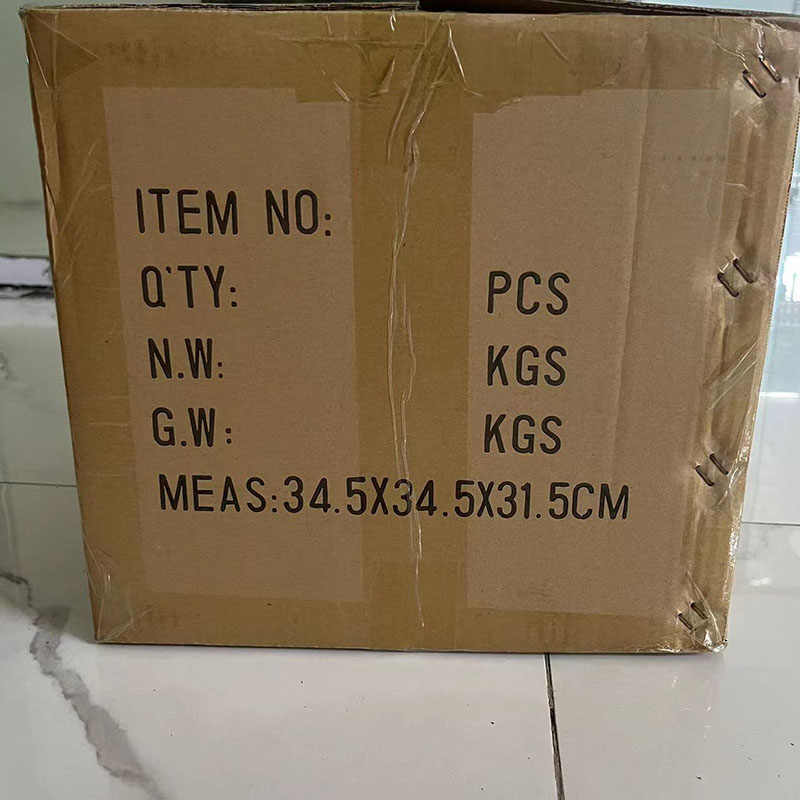 ITEM NO:
Q'TY: PCS
N.W: KGS
G.W: KGS
MEAS:34.5X34.5X31.5CM